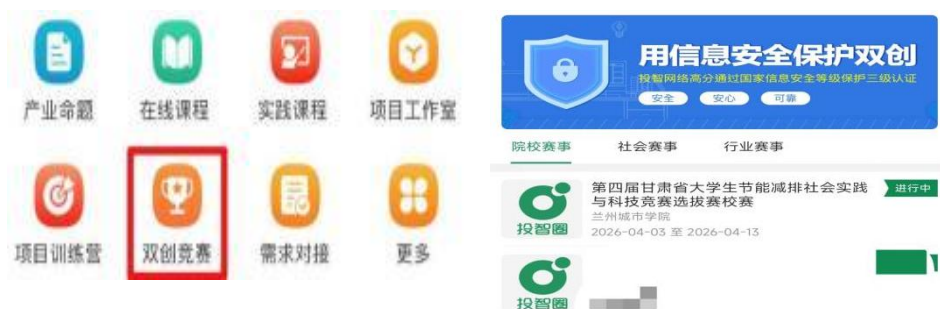 产业命题
在线课程
实践课程
项目工作室
项目训练营
双创竞赛
需求对接
更多
用信息安全保护双创
投智网络高分通过国家信息安全等级保护三级认证
安全
安心
可靠
院校赛事
社会赛事
行业赛事
第四届甘肃省大学生节能减排社会实践
与科技竞赛选拔赛校赛
进行中
兰州城市学院
2026-04-03 至 2026-04-13
投智圈
投智圈